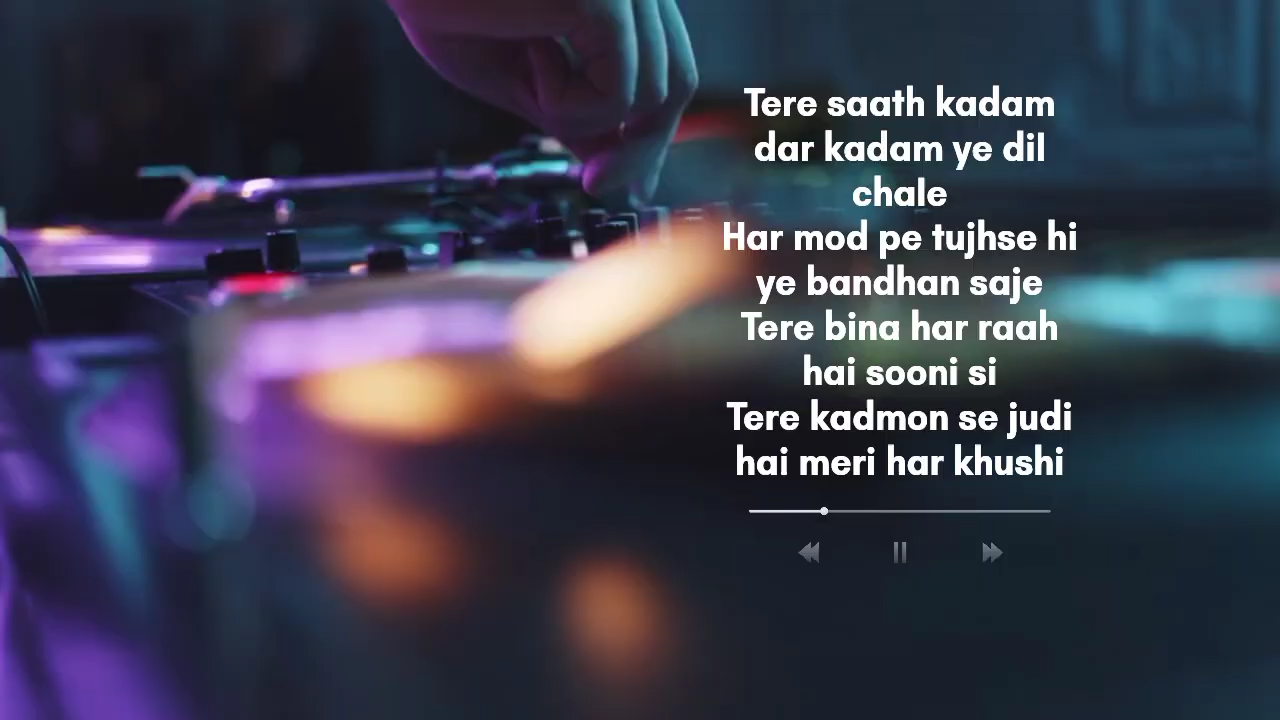 Tere saath kadam
dar kadam ye dil
chale
Har mod pe tujhse hi
ye bandhan saje
Tere bina har raah
hai sooni si
Tere kadmon se judi
hai meri har khushi